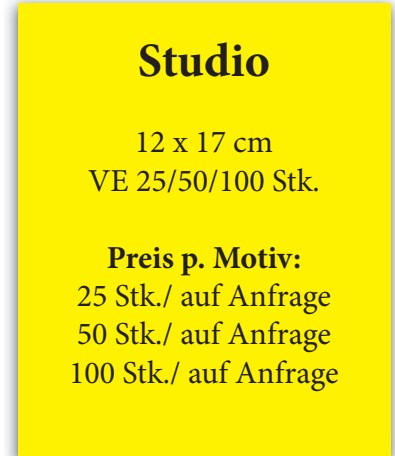 Studio
12 x 17 cm
VE 25/50/100 Stk.
Preis p. Motiv:
25 Stk./ auf Anfrage
50 Stk./ auf Anfrage
100 Stk./ auf Anfrage